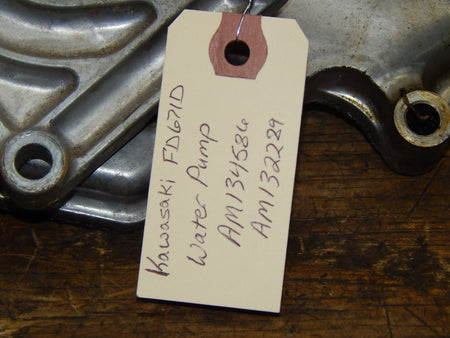 Kawasaki FD671D
Water Pump
AM134586
AM132229